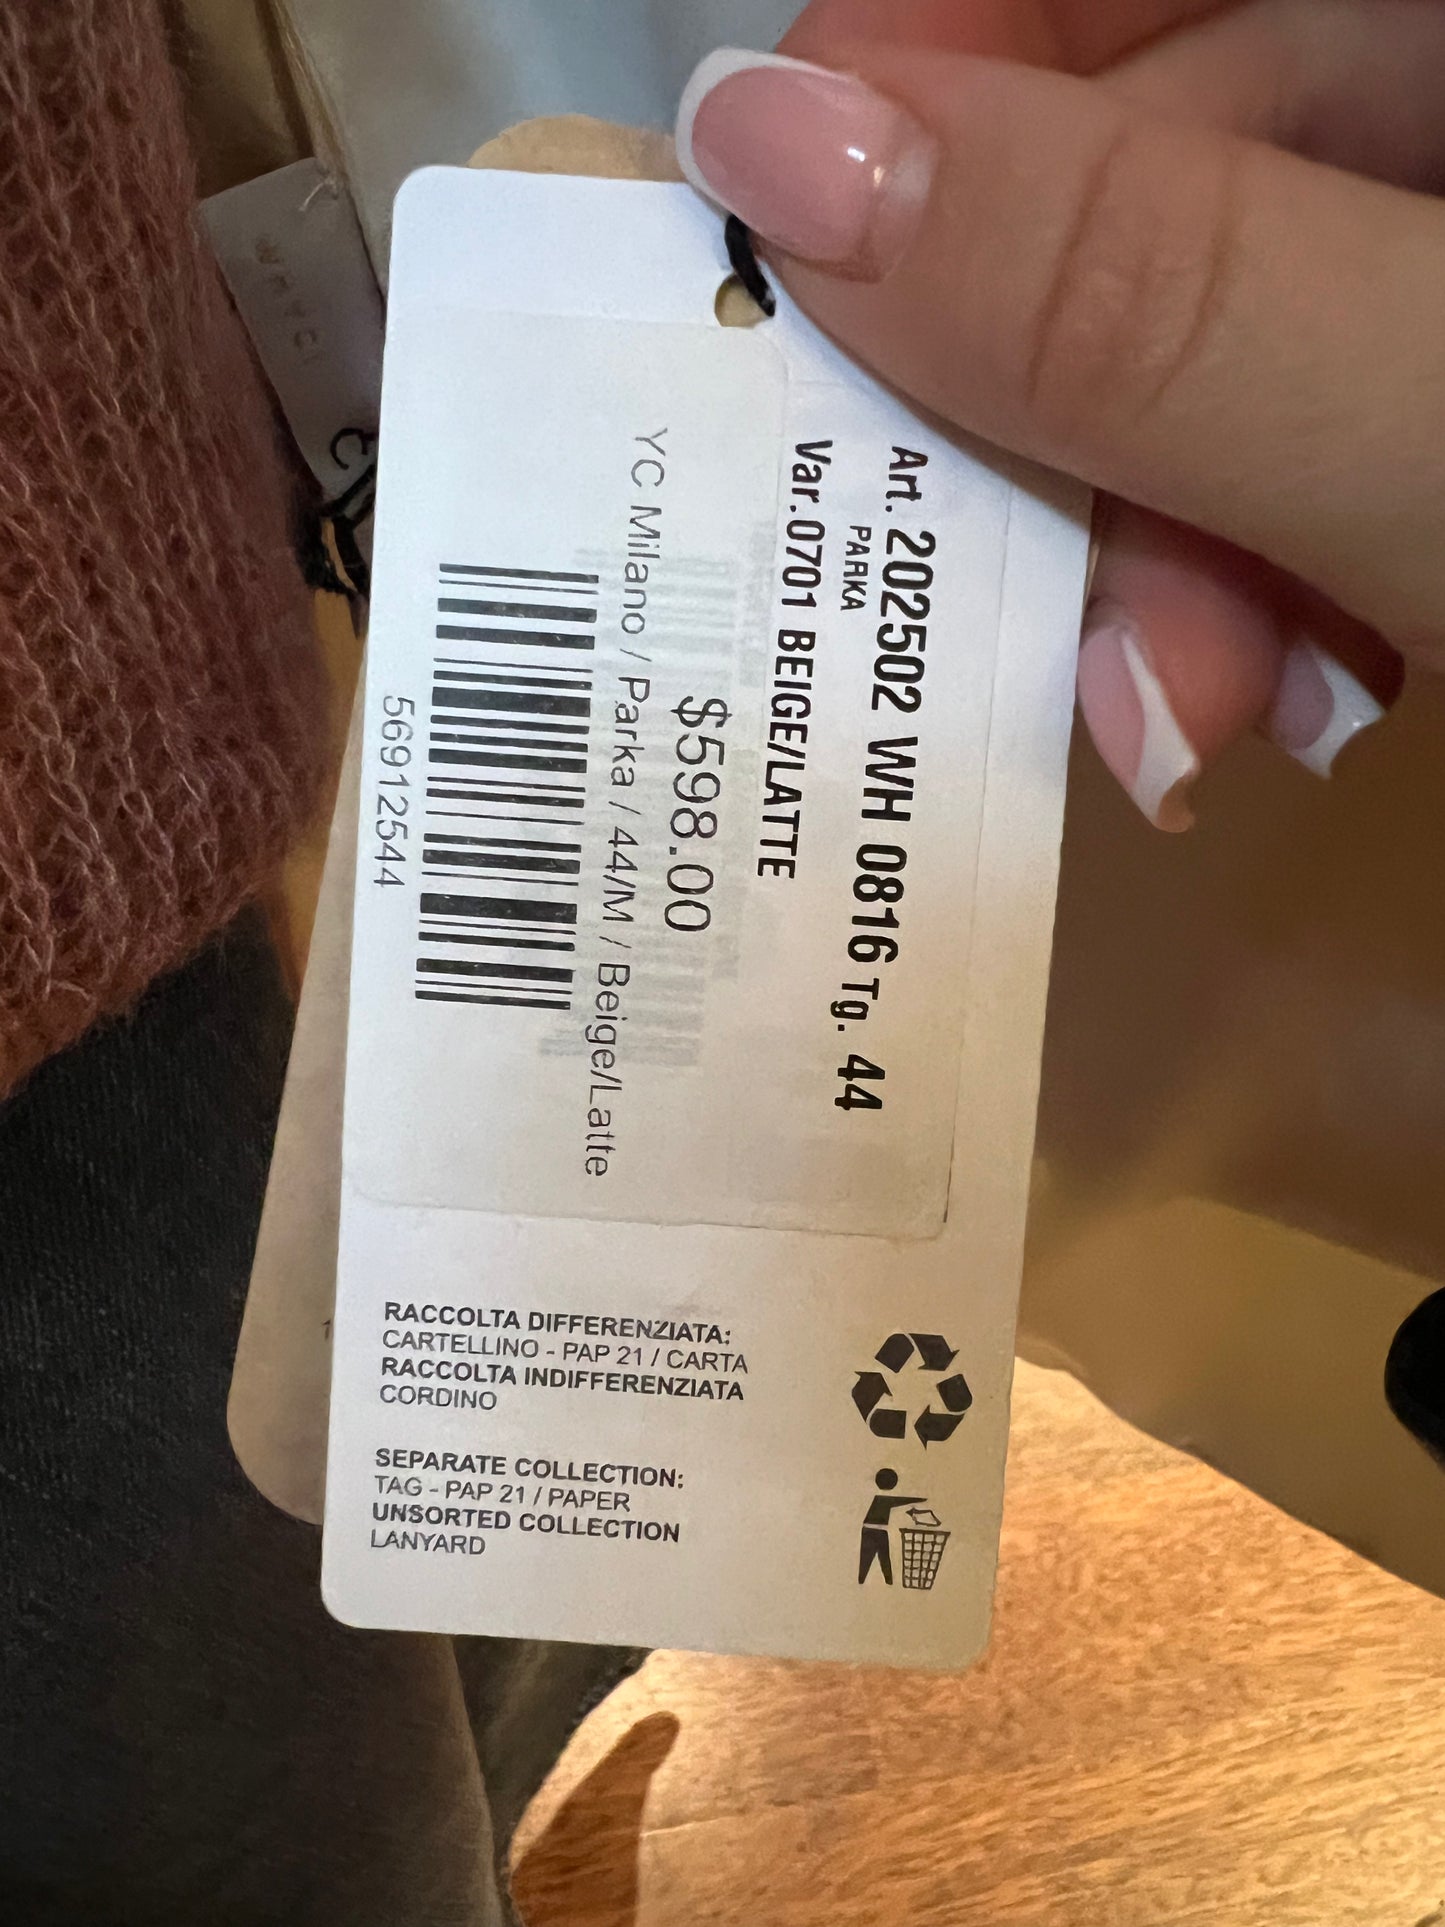 Art. 202502 WH 0816 Tg. 44
PARKA
Var.0701 BEIGE/LATTE
$598.00
YC Milano / Parka / 44/M / Beige/Latte
56912544
RACCOLTA DIFFERENZIATA:
CARTELLINO - PAP 21 / CARTA
RACCOLTA INDIFFERENZIATA
CORDINO
SEPARATE COLLECTION:
TAG - PAP 21 / PAPER
UNSORTED COLLECTION
LANYARD